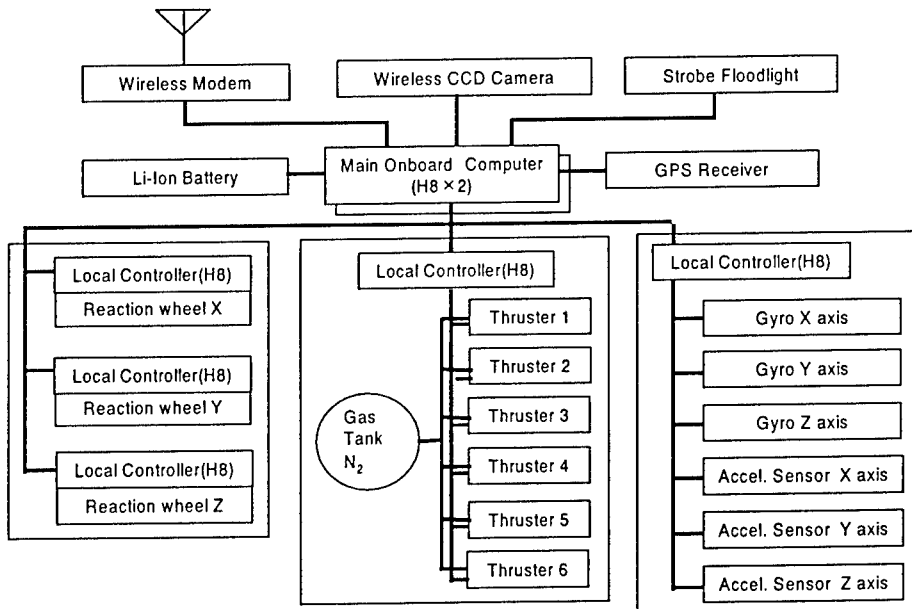 Wireless Modem
Wireless CCD Camera
Strobe Floodlight
Li-Ion Battery
Main Onboard Computer
(H8 × 2)
GPS Receiver
Local Controller(H8)
Reaction wheel X
Local Controller(H8)
Reaction wheel Y
Local Controller(H8)
Reaction wheel Z
Local Controller(H8)
Gas
Tank
N₂
Thruster 1
Thruster 2
Thruster 3
Thruster 4
Thruster 5
Thruster 6
Local Controller(H8)
Gyro X axis
Gyro Y axis
Gyro Z axis
Accel. Sensor X axis
Accel. Sensor Y axis
Accel. Sensor Z axis